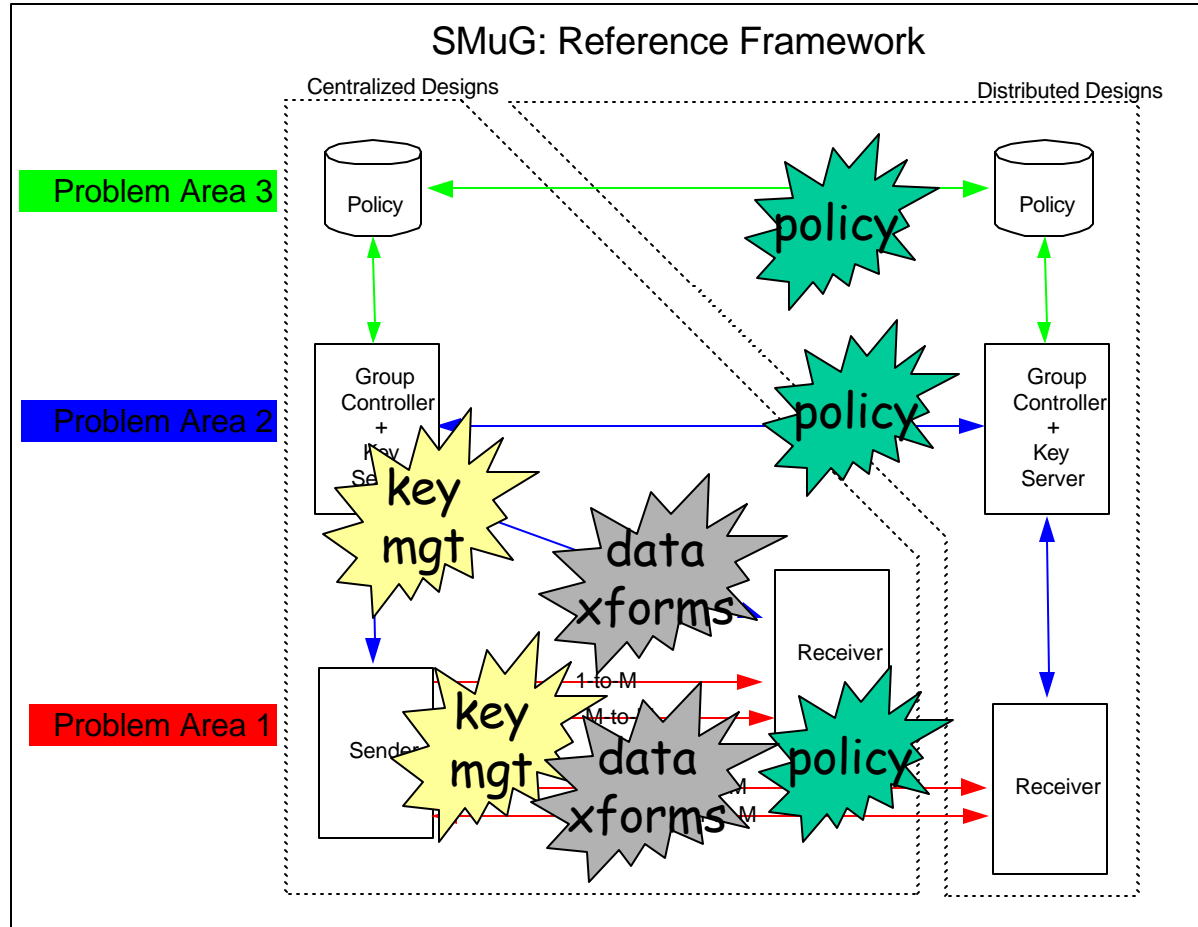 SMuG: Reference Framework
Centralized Designs
Distributed Designs
Problem Area 3
Policy
policy
Policy
Problem Area 2
Group
Controller
+
Key
policy
Group
Controller
+
Key
Server
key
mgt
data
xforms
Receiver
1-to-M
Problem Area 1
Sender
key
mgt
data
xforms
policy
M
M
Receiver